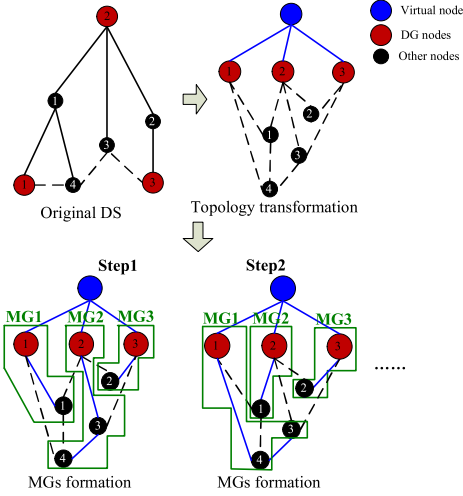 Virtual node
DG nodes
Other nodes
2
1
2
3
4
1
3
Original DS
1
2
3
2
1
3
4
Topology transformation
Step1
MG1
MG2
MG3
1
2
3
2
1
3
4
MGs formation
Step2
MG1
MG2
MG3
1
2
3
2
1
3
4
MGs formation
......